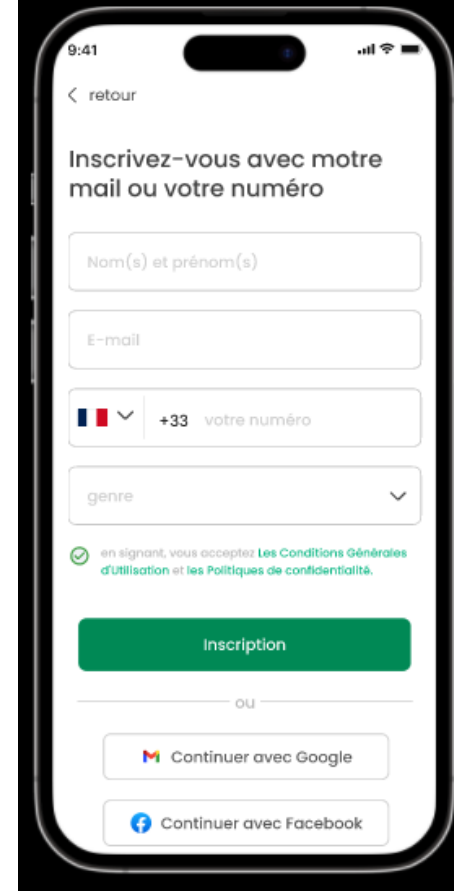 9:41
retour
Inscrivez-vous avec motre
mail ou votre numéro
Nom(s) et prénom(s)
E-mail
+33 votre numéro
genre
en signant, vous acceptez Les Conditions Générales
d'Utilisation et les Politiques de confidentialité.
Inscription
ou
Continuer avec Google
Continuer avec Facebook